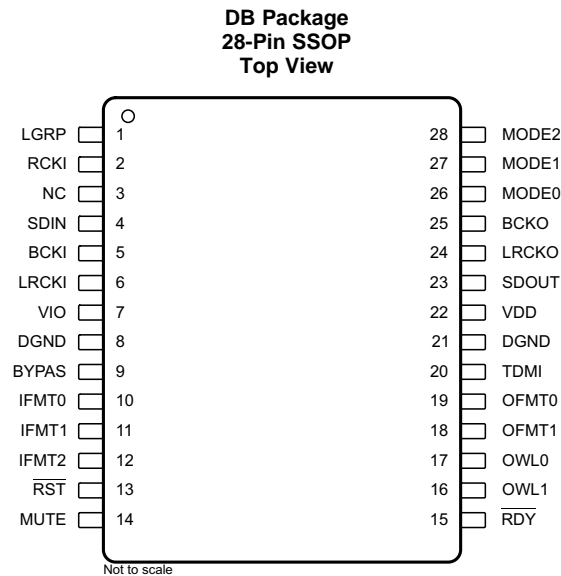 DB Package
28-Pin SSOP
Top View
LGRP 1 28 MODE2
RCKI 2 27 MODE1
NC 3 26 MODE0
SDIN 4 25 BCKO
BCKI 5 24 LRCKO
LRCKI 6 23 SDOUT
VIO 7 22 VDD
DGND 8 21 DGND
BYPAS 9 20 TDMI
IFMT0 10 19 OFMT0
IFMT1 11 18 OFMT1
IFMT2 12 17 OWL0
RST 13 16 OWL1
MUTE 14 15 RDY
Not to scale